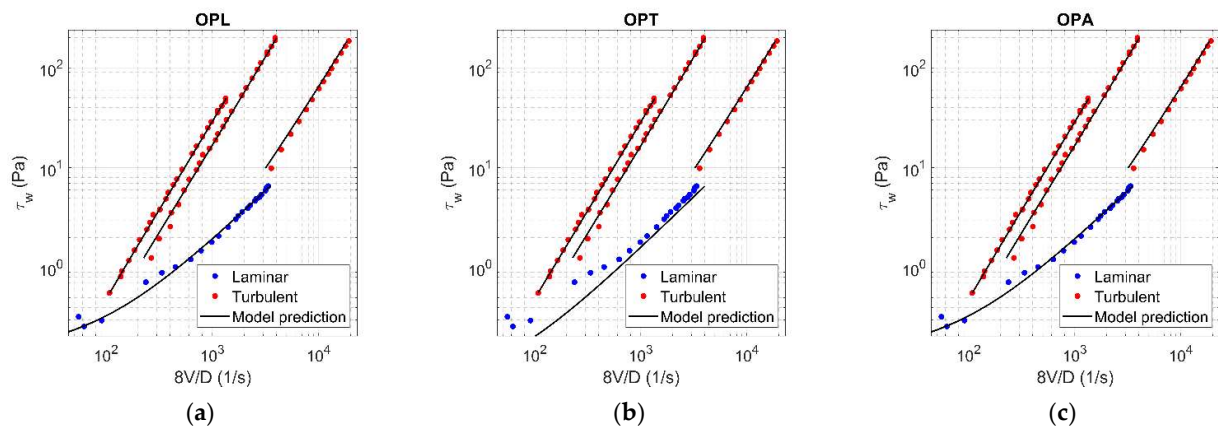 OPL
τw (Pa)
10²
10¹
10⁰
Laminar
Turbulent
Model prediction
10² 10³ 10⁴
8V/D (1/s)
(a)
OPT
τw (Pa)
10²
10¹
10⁰
Laminar
Turbulent
Model prediction
10² 10³ 10⁴
8V/D (1/s)
(b)
OPA
τw (Pa)
10²
10¹
10⁰
Laminar
Turbulent
Model prediction
10² 10³ 10⁴
8V/D (1/s)
(c)